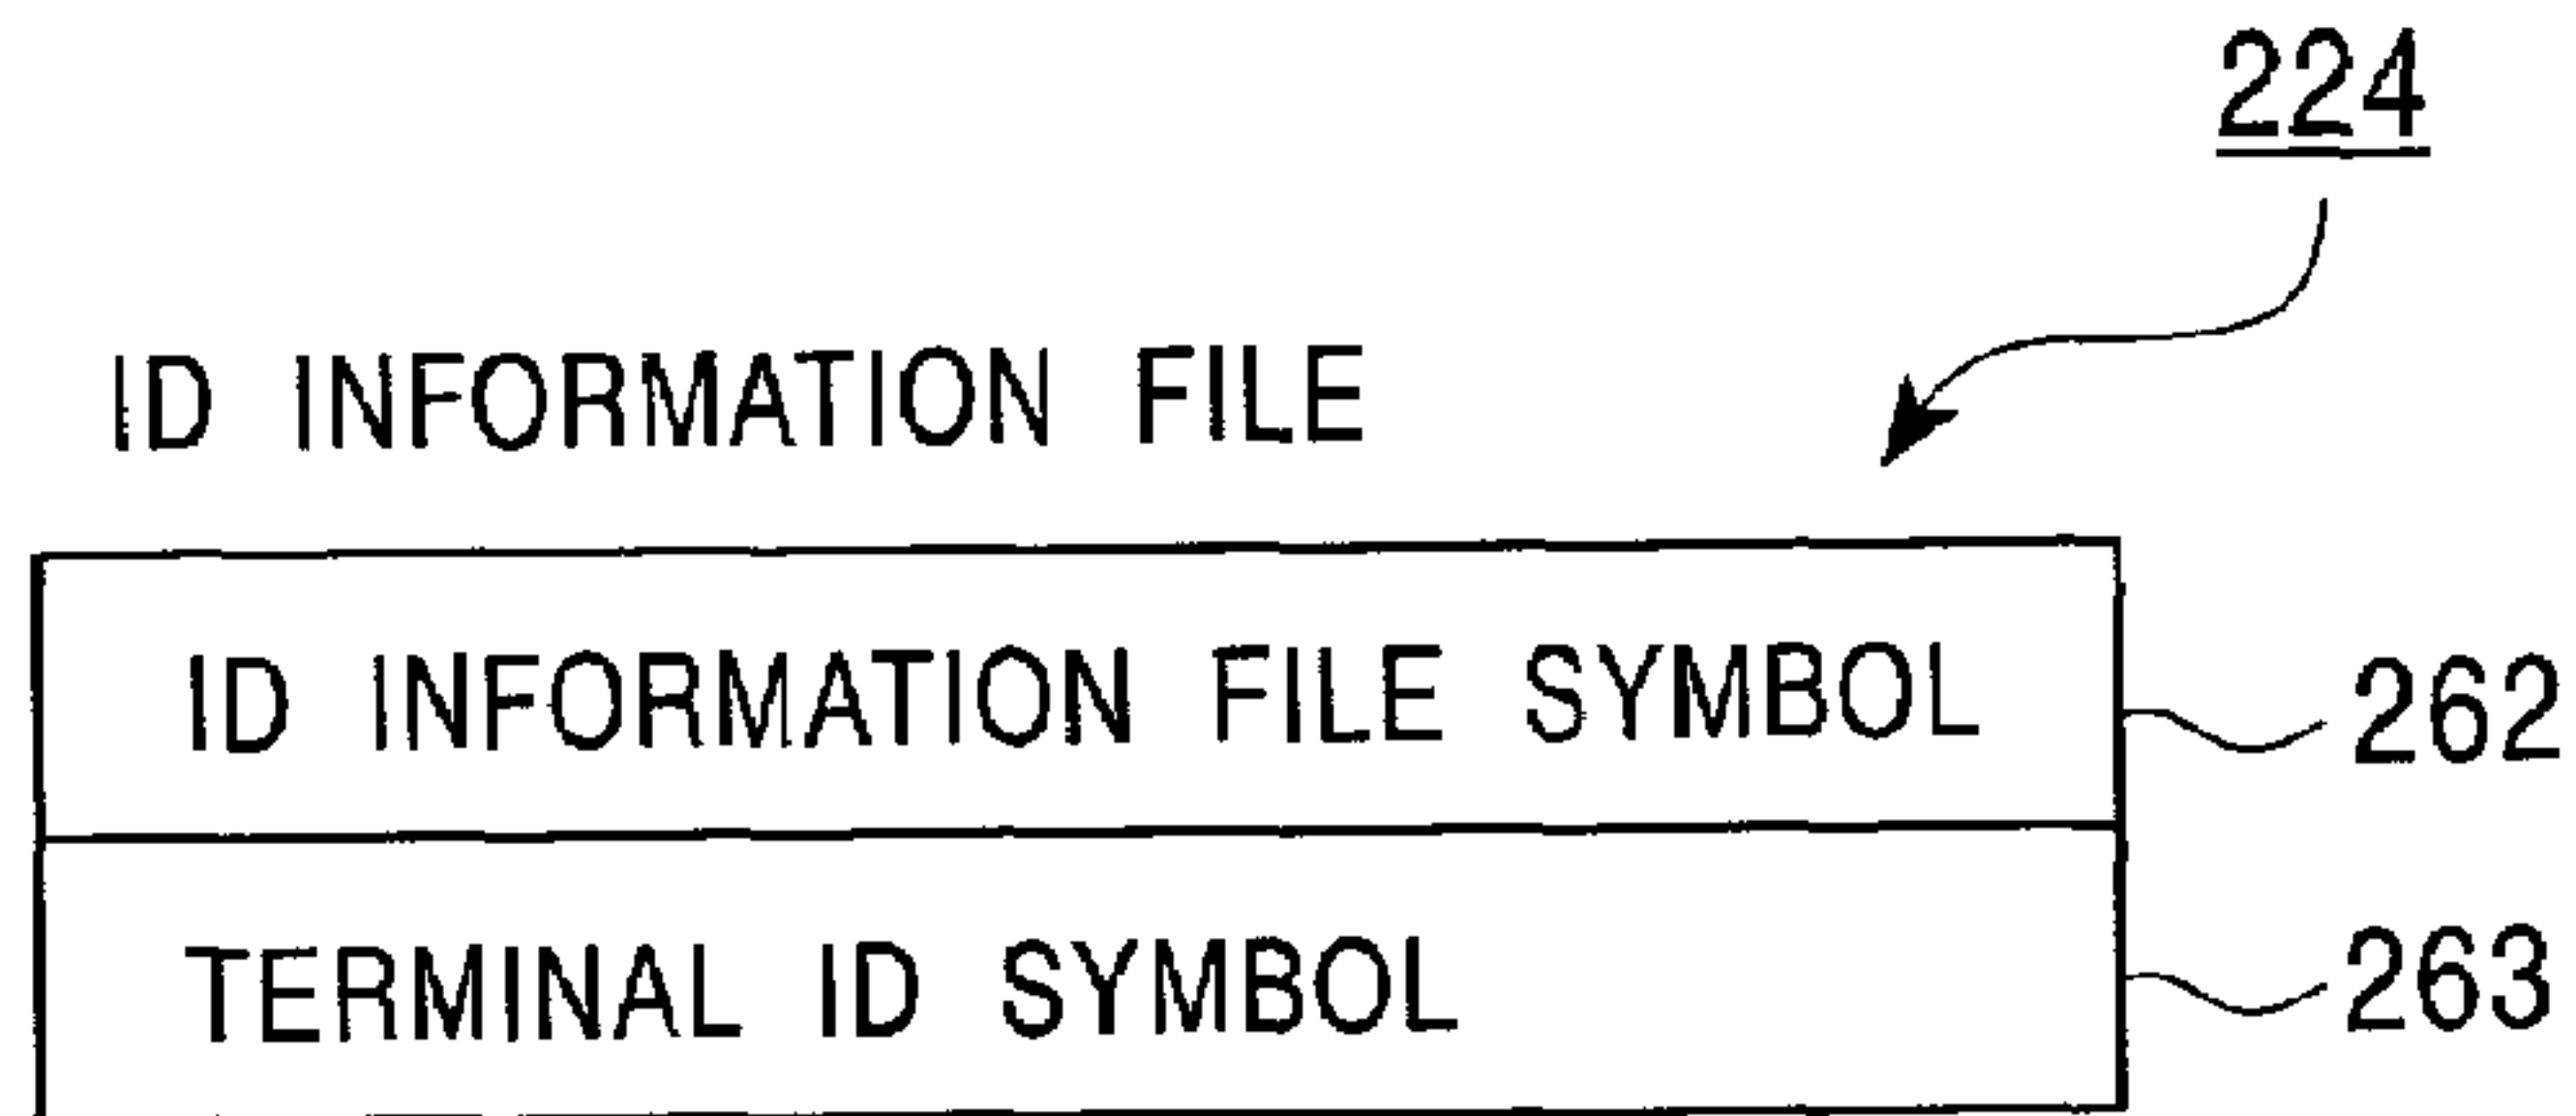 224
ID INFORMATION FILE
ID INFORMATION FILE SYMBOL 262
TERMINAL ID SYMBOL 263